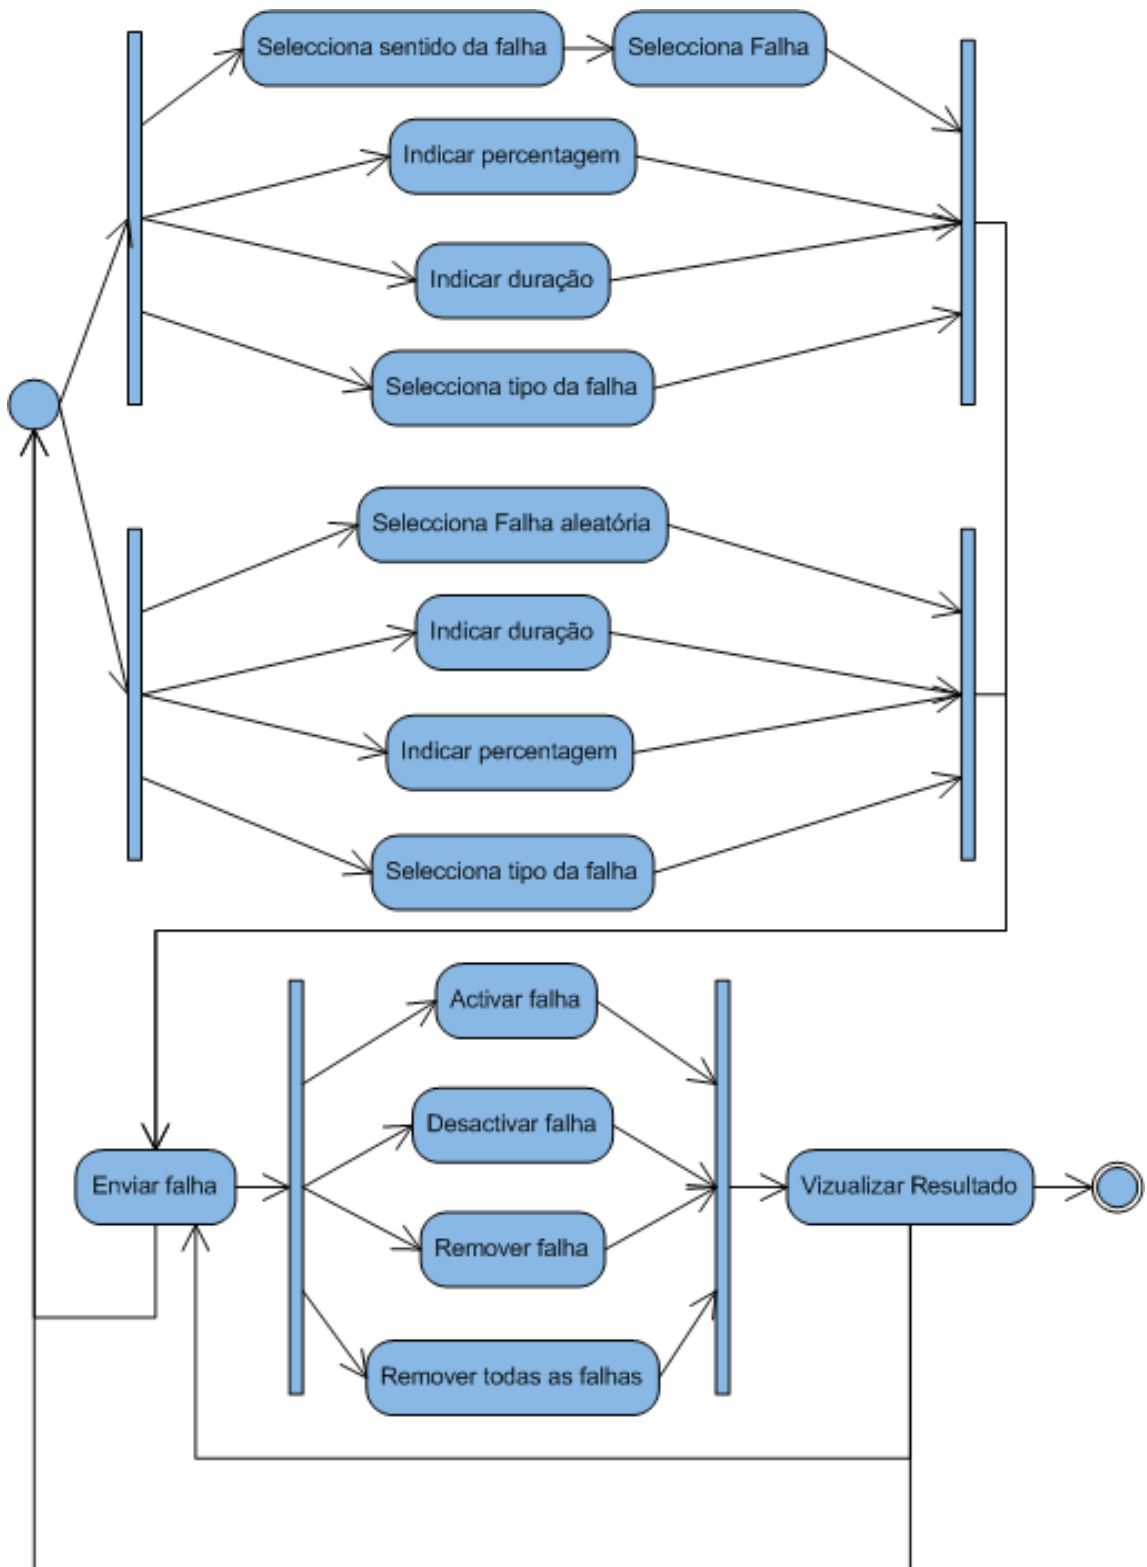 Selecciona sentido da falha
Selecciona Falha
Indicar percentagem
Indicar duração
Selecciona tipo da falha
Selecciona Falha aleatória
Indicar duração
Indicar percentagem
Selecciona tipo da falha
Activar falha
Desactivar falha
Enviar falha
Vizualizar Resultado
Remover falha
Remover todas as falhas